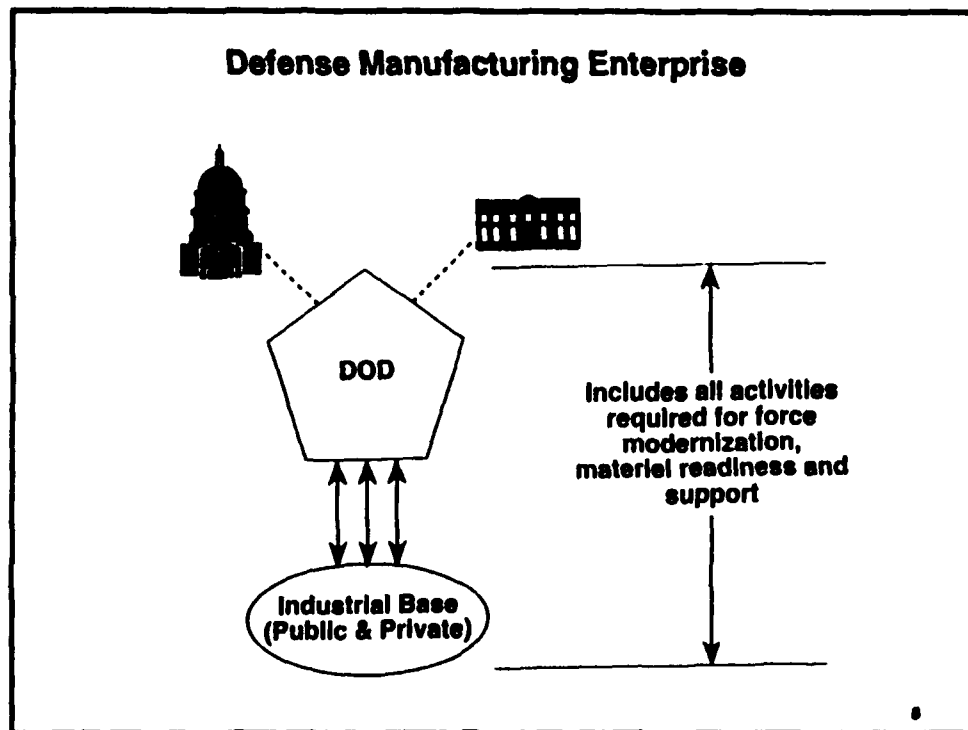 Defense Manufacturing Enterprise
DOD
Includes all activities
required for force
modernization,
materiel readiness and
support
Industrial Base
(Public & Private)